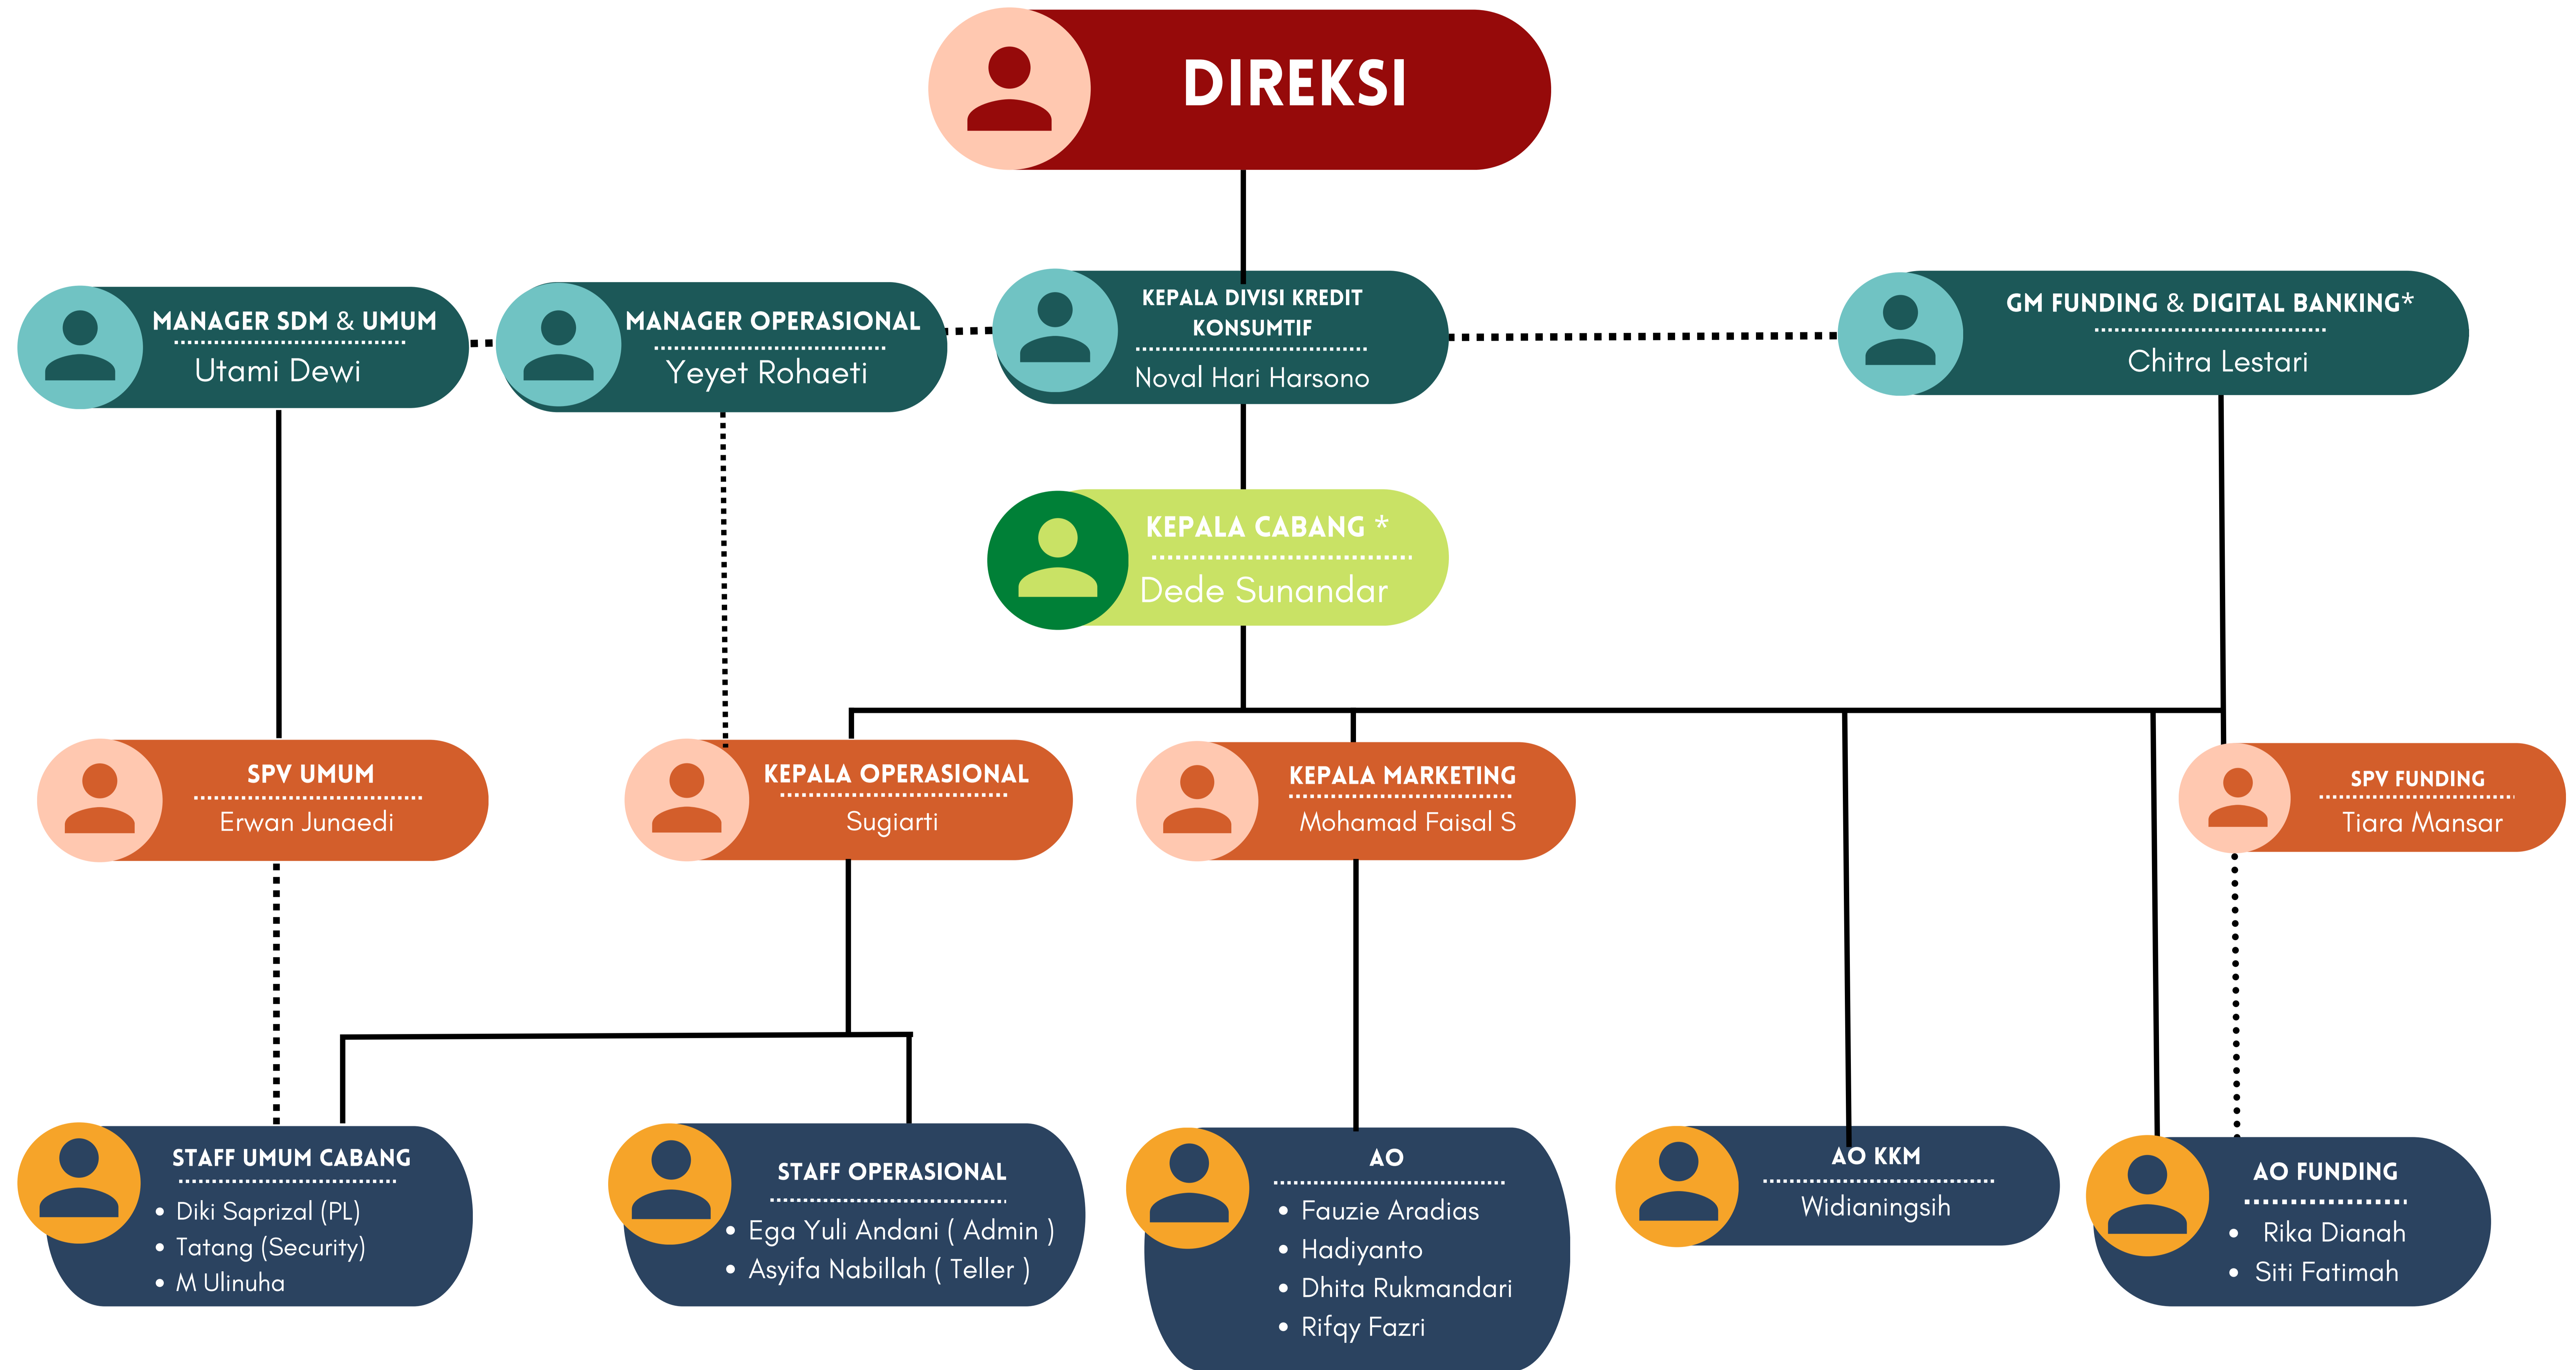 DIREKSI
MANAGER SDM & UMUM
Utami Dewi
MANAGER OPERASIONAL
Yeyet Rohaeti
KEPALA DIVISI KREDIT
KONSUMTIF
Noval Hari Harsono
GM FUNDING & DIGITAL BANKING*
Chitra Lestari
KEPALA CABANG *
Dede Sunandar
SPV UMUM
Erwan Junaedi
KEPALA OPERASIONAL
Sugiarti
KEPALA MARKETING
Mohamad Faisal S
SPV FUNDING
Tiara Mansar
STAFF UMUM CABANG
• Diki Saprizal (PL)
• Tatang (Security)
• M Ulinuha
STAFF OPERASIONAL
• Ega Yuli Andani ( Admin )
• Asyifa Nabillah ( Teller )
AO
• Fauzie Aradias
• Hadiyanto
• Dhita Rukmandari
• Rifqy Fazri
AO KKM
Widianingsih
AO FUNDING
• Rika Dianah
• Siti Fatimah